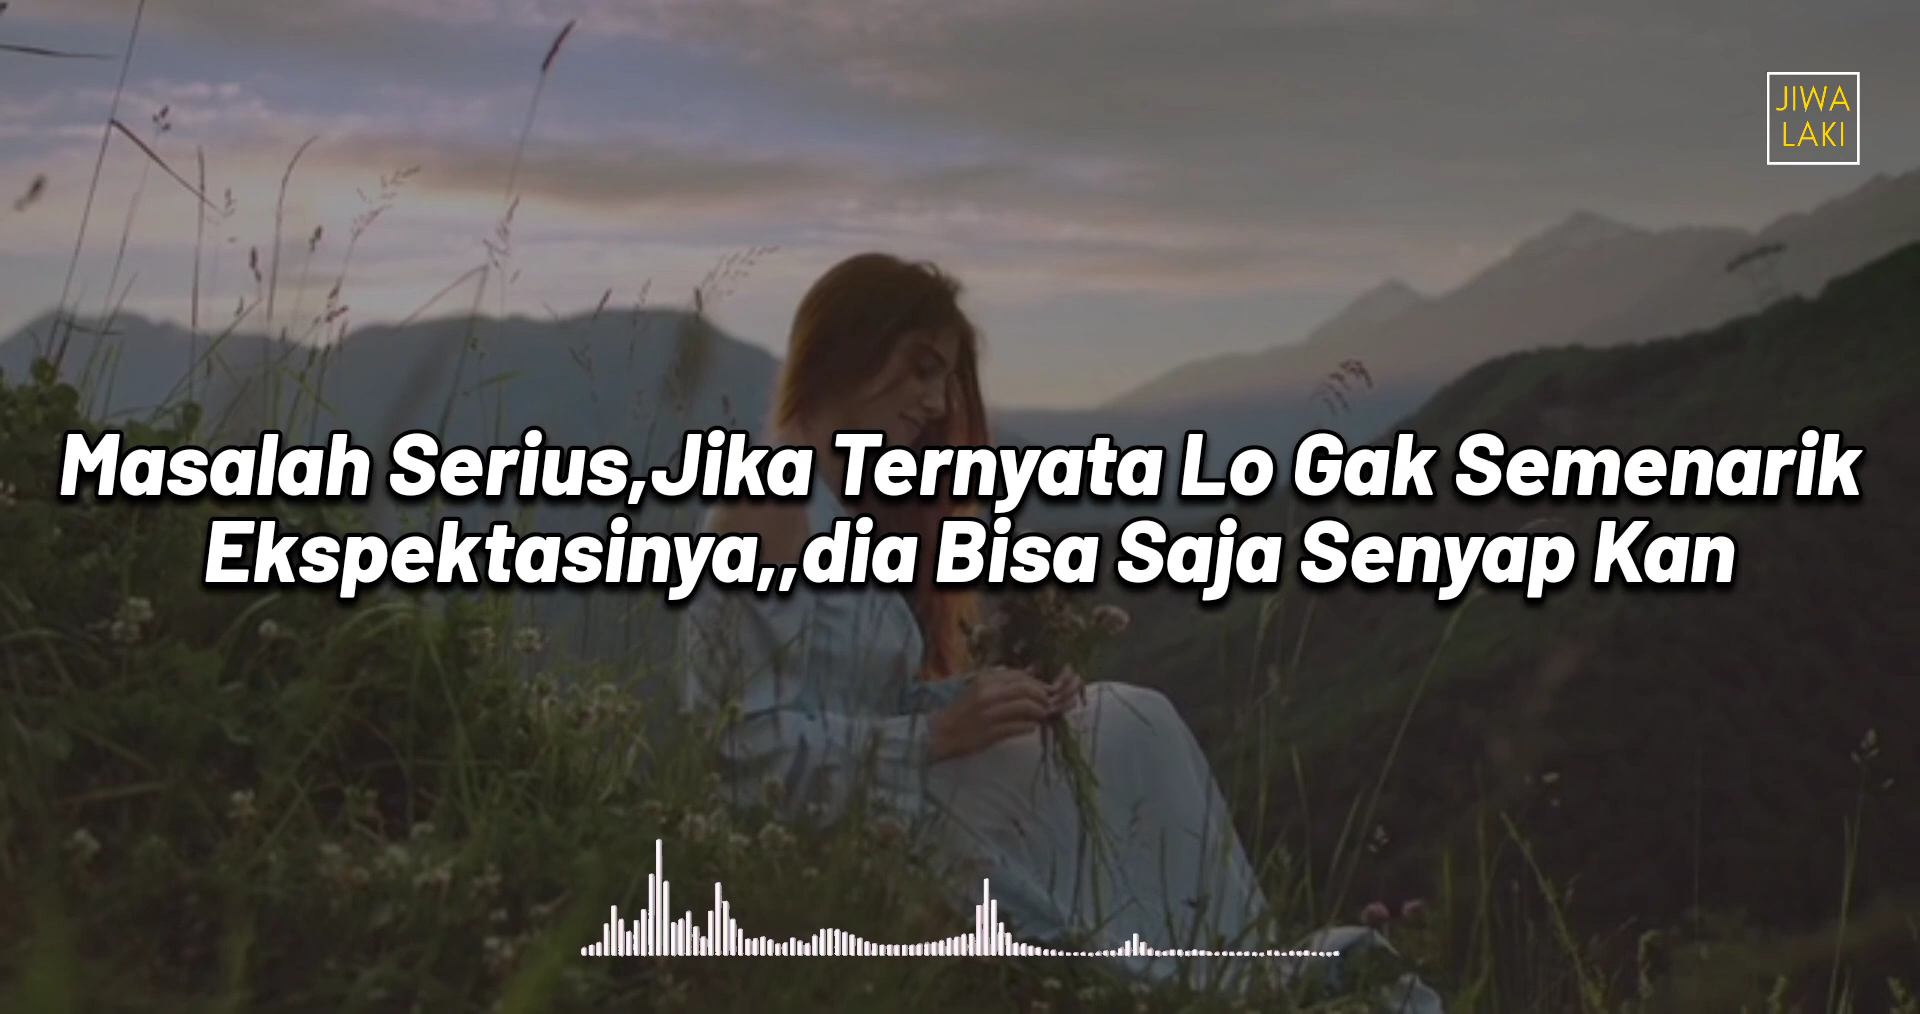 JIWA
LAKI
Masalah Serius,Jika Ternyata Lo Gak Semenarik
Ekspektasinya,,dia Bisa Saja Senyap Kan